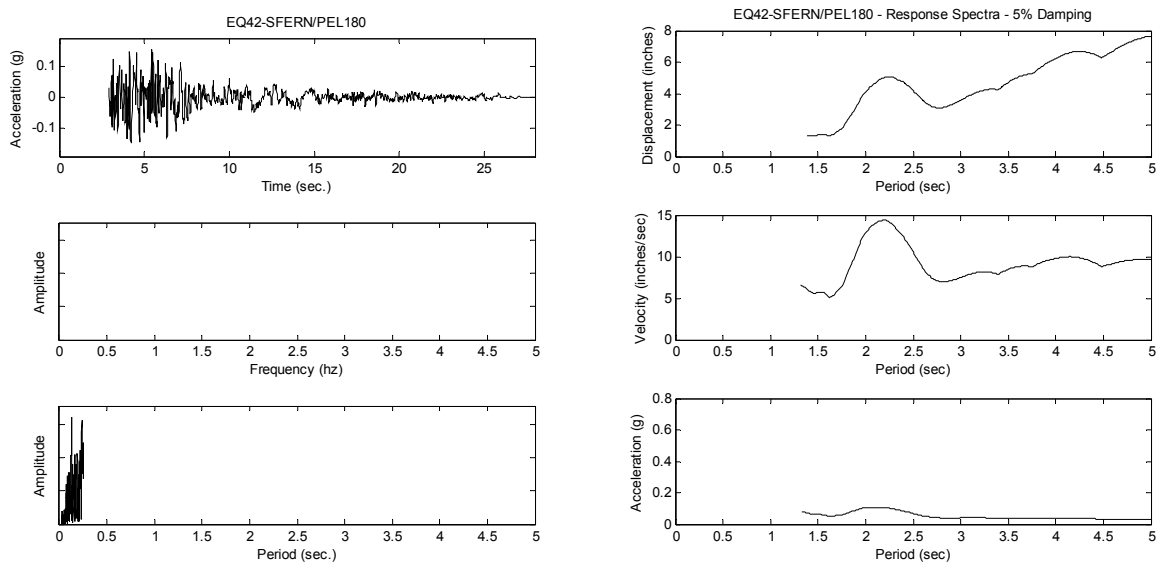 EQ42-SFERN/PEL180
Acceleration (g)
0.1
0
-0.1
0 5 10 15 20 25
Time (sec.)
Amplitude
0 0.5 1 1.5 2 2.5 3 3.5 4 4.5 5
Frequency (hz)
Amplitude
0 0.5 1 1.5 2 2.5 3 3.5 4 4.5 5
Period (sec.)
EQ42-SFERN/PEL180 - Response Spectra - 5% Damping
Displacement (inches)
8
6
4
2
0
0 0.5 1 1.5 2 2.5 3 3.5 4 4.5 5
Period (sec)
Velocity (inches/sec)
15
10
5
0
0 0.5 1 1.5 2 2.5 3 3.5 4 4.5 5
Period (sec)
Acceleration (g)
0.8
0.6
0.4
0.2
0
0 0.5 1 1.5 2 2.5 3 3.5 4 4.5 5
Period (sec)